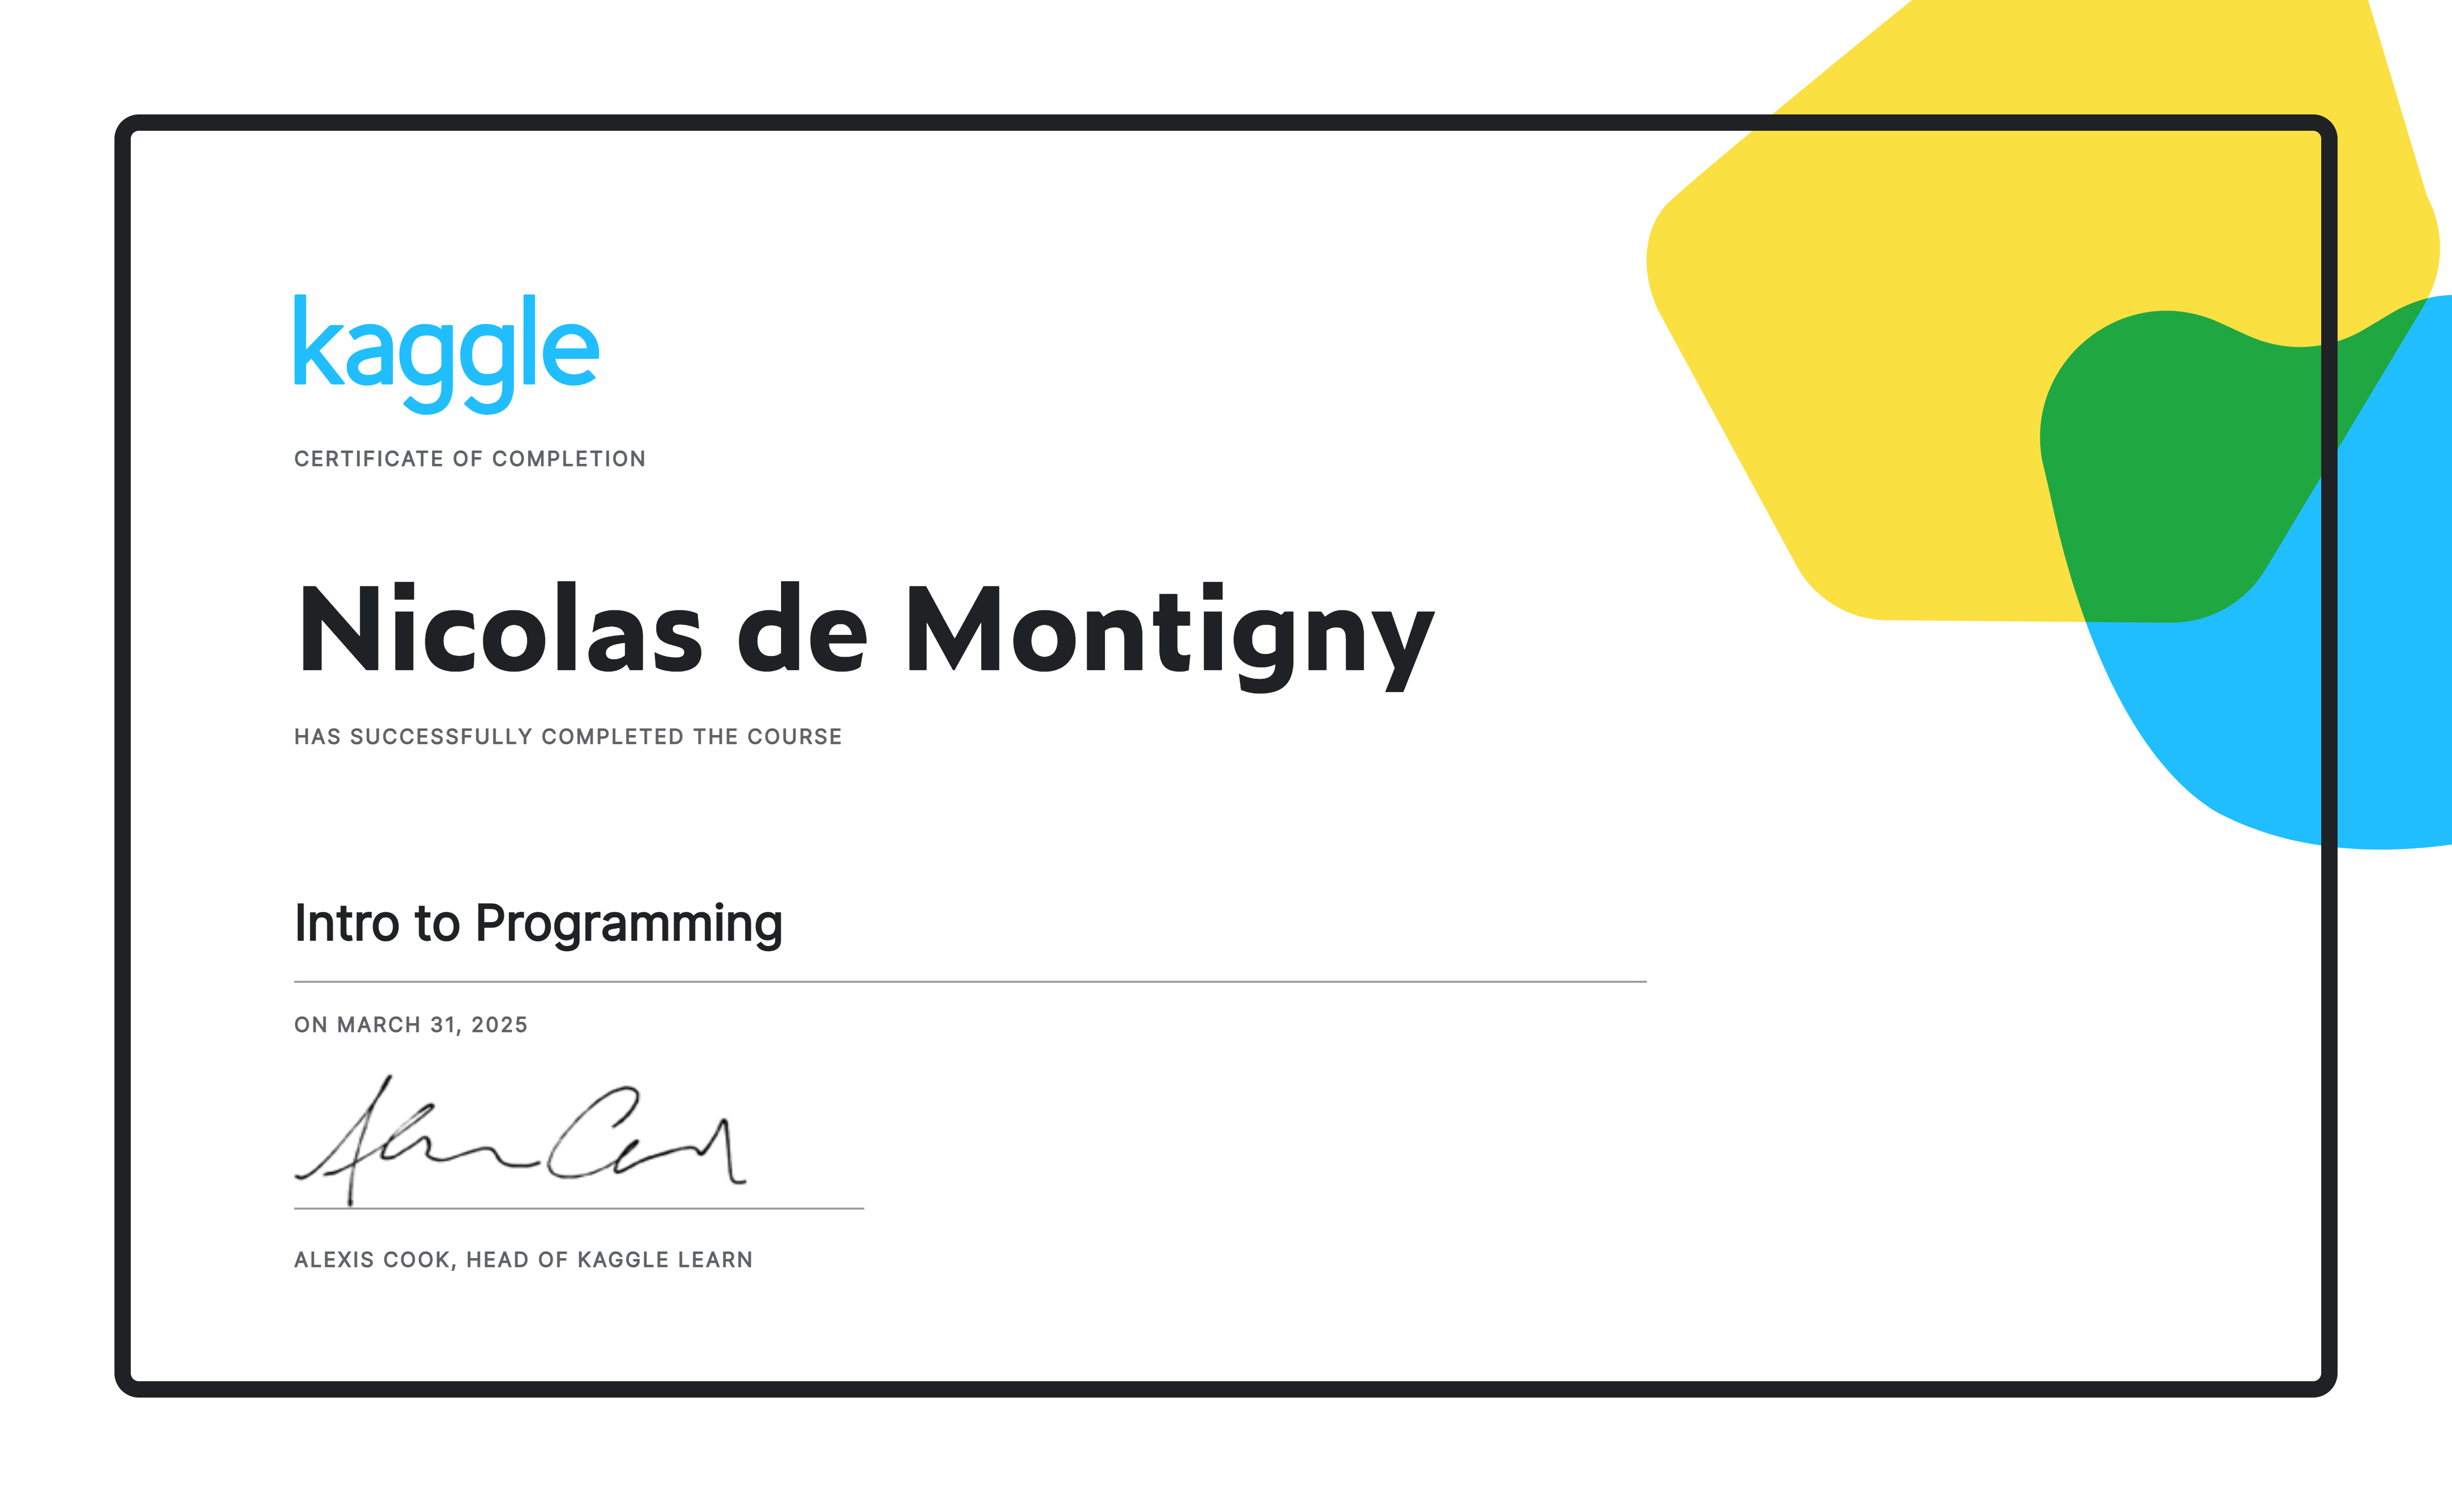 kaggle
CERTIFICATE OF COMPLETION
Nicolas de Montigny
HAS SUCCESSFULLY COMPLETED THE COURSE
Intro to Programming
ON MARCH 31, 2025
ALEXIS COOK, HEAD OF KAGGLE LEARN